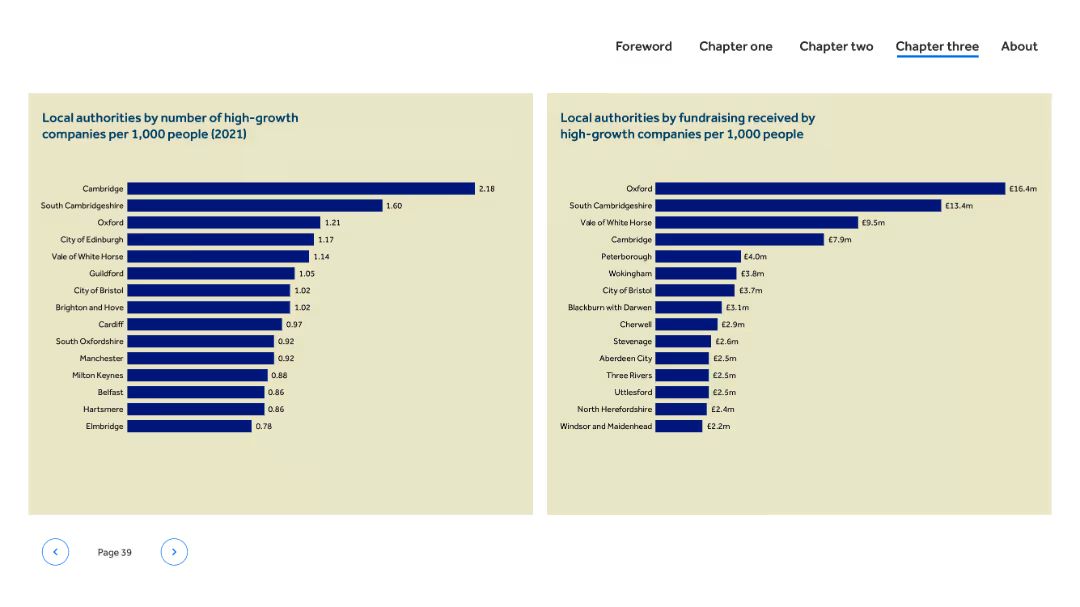 Foreword Chapter one Chapter two Chapter three About
Local authorities by number of high-growth
companies per 1,000 people (2021)
Cambridge 2.18
South Cambridgeshire 1.60
Oxford 1.21
City of Edinburgh 1.17
Vale of White Horse 1.14
Guildford 1.05
City of Bristol 1.02
Brighton and Hove 1.02
Cardiff 0.97
South Oxfordshire 0.92
Manchester 0.92
Milton Keynes 0.88
Belfast 0.86
Hartsmere 0.86
Elmbridge 0.78
Local authorities by fundraising received by
high-growth companies per 1,000 people
Oxford £16.4m
South Cambridgeshire £13.4m
Vale of White Horse £9.5m
Cambridge £7.9m
Peterborough £4.0m
Wokingham £3.8m
City of Bristol £3.7m
Blackburn with Darwen £3.1m
Cherwell £2.9m
Stevenage £2.6m
Aberdeen City £2.5m
Three Rivers £2.5m
Uttlesford £2.5m
North Herefordshire £2.4m
Windsor and Maidenhead £2.2m
Page 39